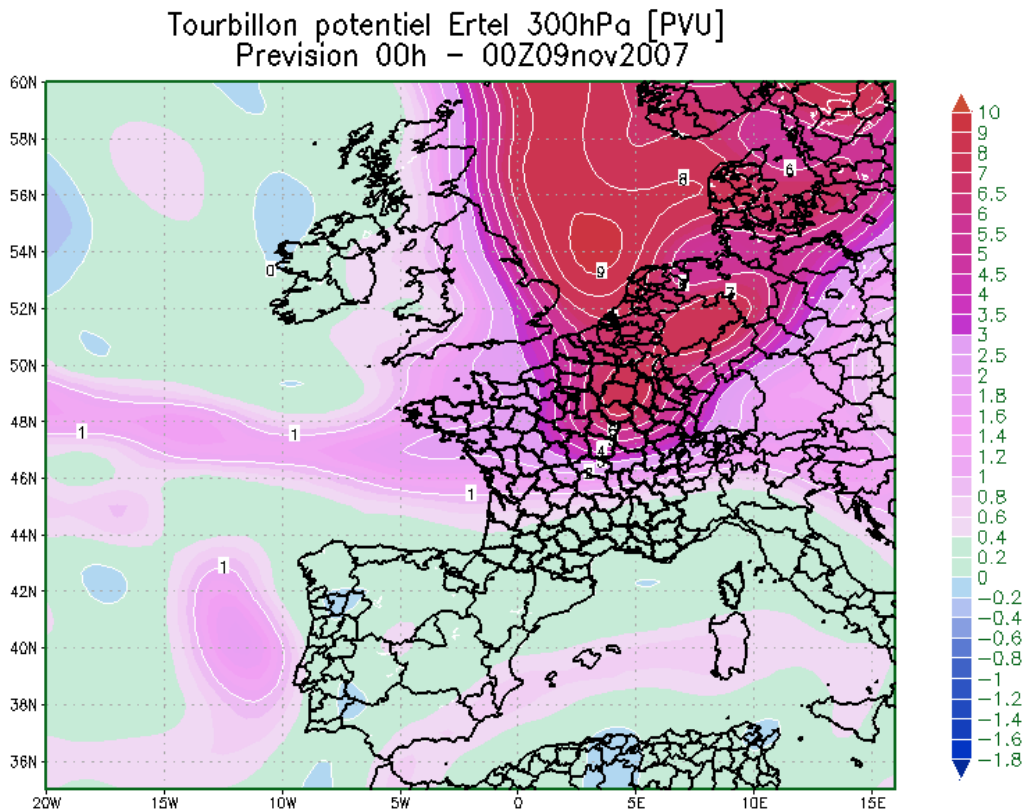 Tourbillon potentiel Ertel 300hPa [PVU]
Prevision 00h - 00Z09nov2007
60N
58N
56N
54N
52N
50N
48N
46N
44N
42N
40N
38N
36N
20W
15W
10W
5W
0
5E
10E
15E
8
6
0
9
7
1
1
1
4
1
10
9
8
7
6.5
6
5.5
5
4.5
4
3.5
3
2.5
2
1.8
1.6
1.4
1.2
1
0.8
0.6
0.4
0.2
0
-0.2
-0.4
-0.6
-0.8
-1
-1.2
-1.4
-1.6
-1.8